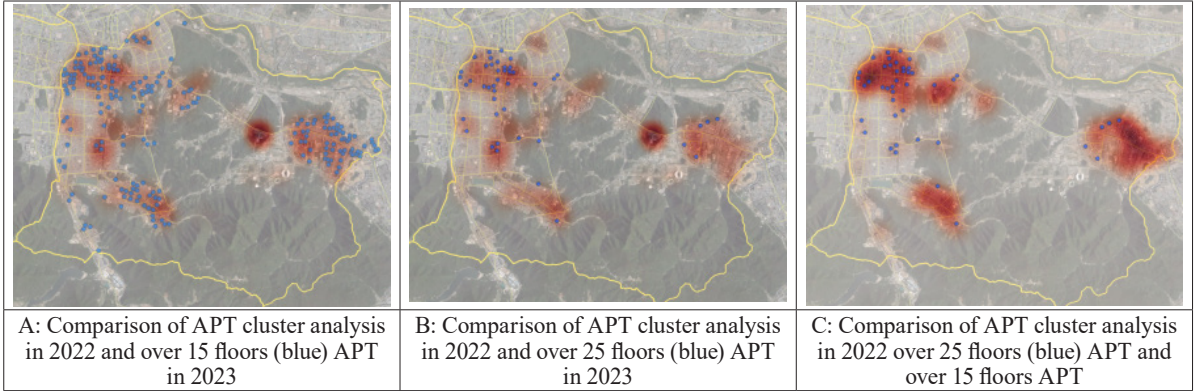 A: Comparison of APT cluster analysis
in 2022 and over 15 floors (blue) APT
in 2023
B: Comparison of APT cluster analysis
in 2022 and over 25 floors (blue) APT
in 2023
C: Comparison of APT cluster analysis
in 2022 over 25 floors (blue) APT and
over 15 floors APT